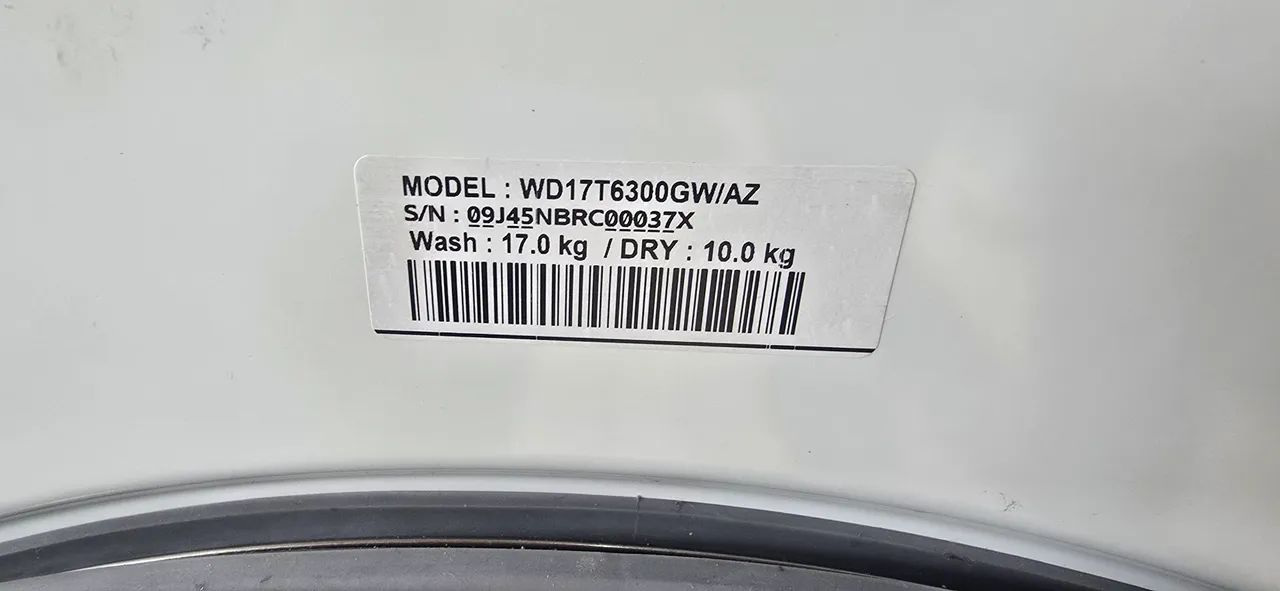 MODEL : WD17T6300GW/AZ
S/N : 09J45NBRC00037X
Wash : 17.0 kg / DRY : 10.0 kg